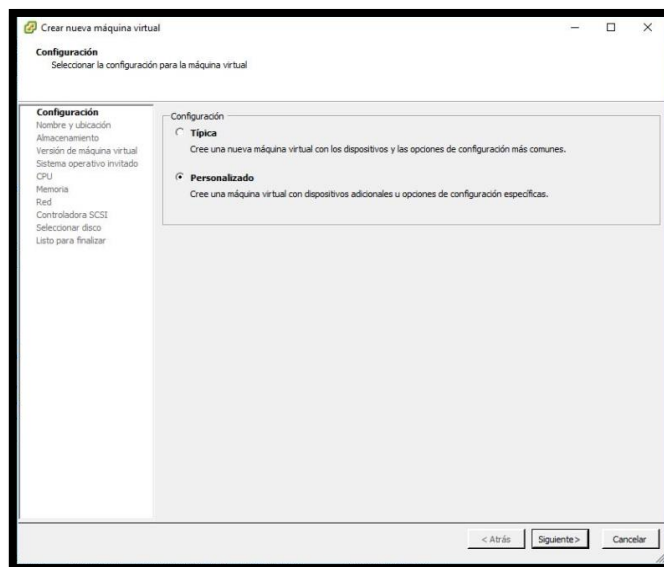 Crear nueva máquina virtual
Configuración
Seleccionar la configuración para la máquina virtual
Configuración
Nombre y ubicación
Almacenamiento
Versión de máquina virtual
Sistema operativo invitado
CPU
Memoria
Red
Controladora SCSI
Seleccionar disco
Listo para finalizar
Configuración
Típica
Cree una nueva máquina virtual con los dispositivos y las opciones de configuración más comunes.
Personalizado
Cree una máquina virtual con dispositivos adicionales u opciones de configuración específicas.
< Atrás
Siguiente>
Cancelar